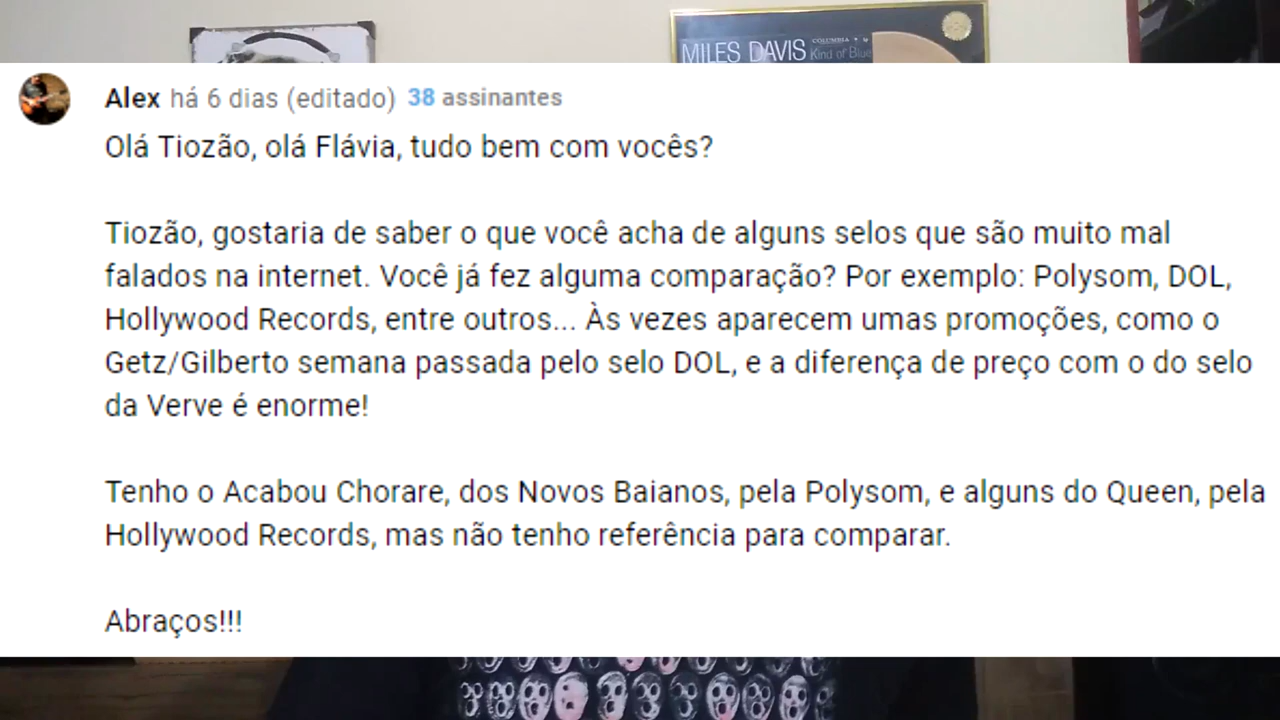 MILES DAVIS COLUMBIA Kind of Blue
Alex há 6 dias (editado) 38 assinantes
Olá Tiozão, olá Flávia, tudo bem com vocês?
Tiozão, gostaria de saber o que você acha de alguns selos que são muito mal
falados na internet. Você já fez alguma comparação? Por exemplo: Polysom, DOL,
Hollywood Records, entre outros... Às vezes aparecem umas promoções, como o
Getz/Gilberto semana passada pelo selo DOL, e a diferença de preço com o do selo
da Verve é enorme!
Tenho o Acabou Chorare, dos Novos Baianos, pela Polysom, e alguns do Queen, pela
Hollywood Records, mas não tenho referência para comparar.
Abraços!!!